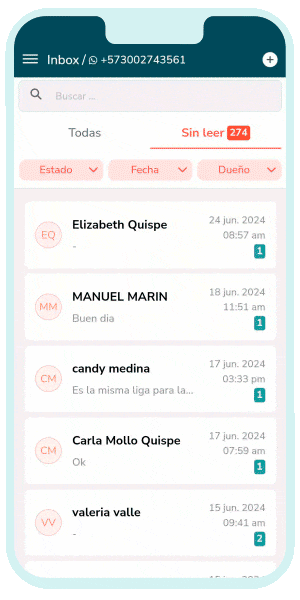 Inbox / +573002743561
Buscar ...
Todas
Sin leer 274
Estado
Fecha
Dueño
EQ
Elizabeth Quispe
-
24 jun. 2024
08:57 am
1
MM
MANUEL MARIN
Buen dia
18 jun. 2024
11:51 am
1
CM
candy medina
Es la misma liga para la...
17 jun. 2024
03:33 pm
1
CM
Carla Mollo Quispe
Ok
17 jun. 2024
07:59 am
1
VV
valeria valle
-
15 jun. 2024
09:41 am
2
15 jun. 2024